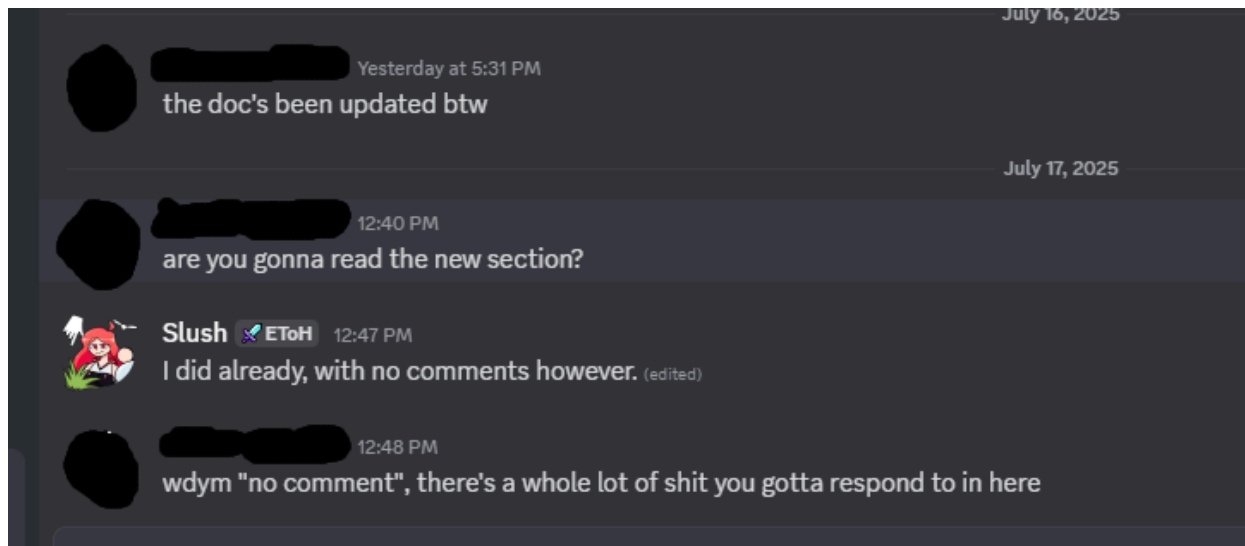 July 16, 2025
Yesterday at 5:31 PM
the doc's been updated btw
July 17, 2025
12:40 PM
are you gonna read the new section?
Slush EToH 12:47 PM
I did already, with no comments however. (edited)
12:48 PM
wdym "no comment", there's a whole lot of shit you gotta respond to in here